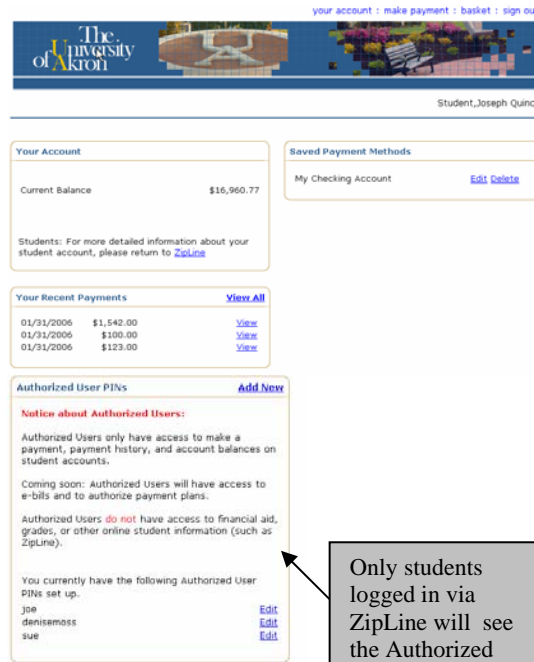 your account : make payment : basket : sign ou
The
University
of Akron
Student,Joseph Quinc
Your Account
Current Balance $16,960.77
Students: For more detailed information about your
student account, please return to ZipLine
Saved Payment Methods
My Checking Account Edit Delete
Your Recent Payments View All
01/31/2006 $1,542.00 View
01/31/2006 $100.00 View
01/31/2006 $123.00 View
Authorized User PINs Add New
Notice about Authorized Users:
Authorized Users only have access to make a
payment, payment history, and account balances on
student accounts.
Coming soon: Authorized Users will have access to
e-bills and to authorize payment plans.
Authorized Users do not have access to financial aid,
grades, or other online student information (such as
ZipLine).
You currently have the following Authorized User
PINs set up.
joe Edit
denisemoss Edit
sue Edit
Only students
logged in via
ZipLine will see
the Authorized